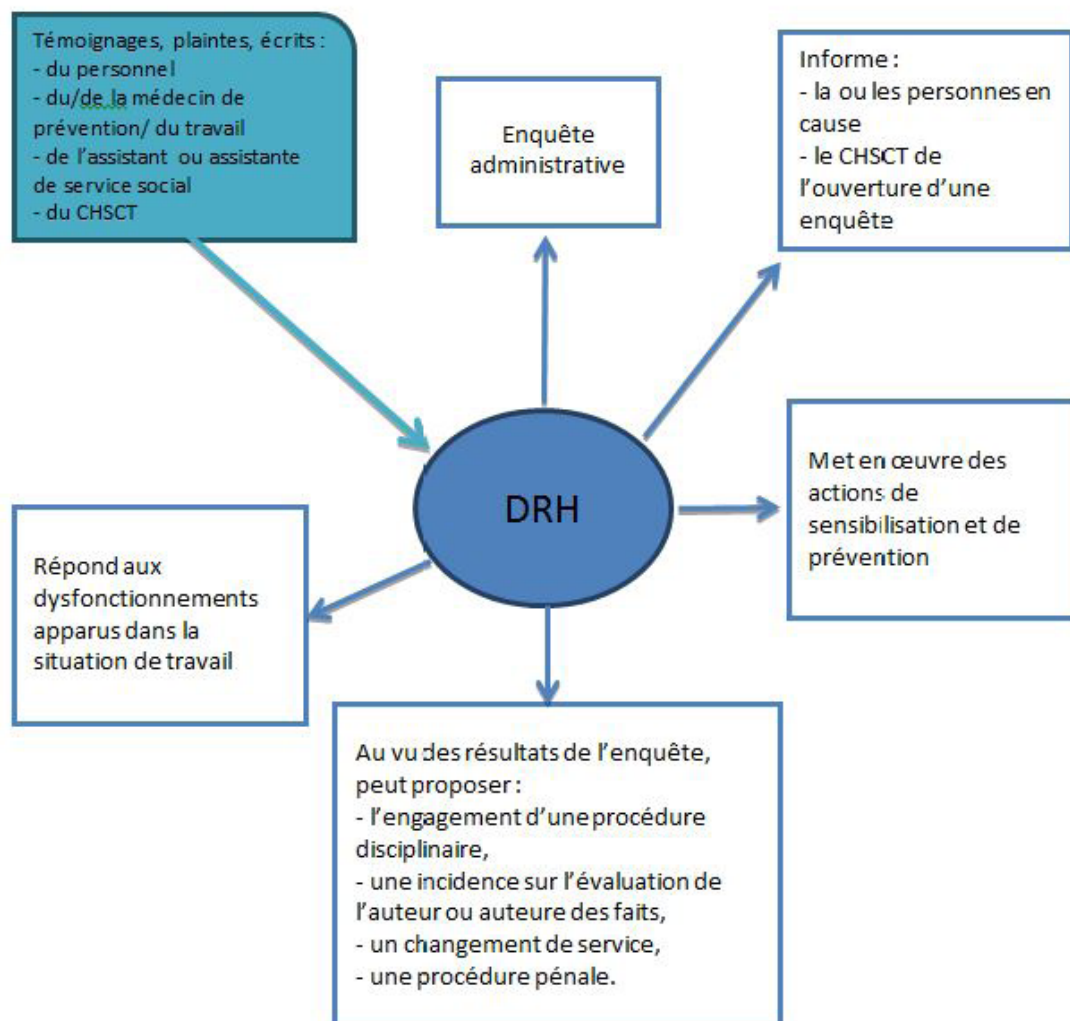 Témoignages, plaintes, écrits :
- du personnel
- du/de la médecin de
prévention/ du travail
- de l'assistant ou assistante
de service social
- du CHSCT
Enquête
administrative
Informe :
- la ou les personnes en
cause
- le CHSCT de
l'ouverture d'une
enquête
DRH
Met en œuvre des
actions de
sensibilisation et de
prévention
Répond aux
dysfonctionnements
apparus dans la
situation de travail
Au vu des résultats de l'enquête,
peut proposer :
- l'engagement d'une procédure
disciplinaire,
- une incidence sur l'évaluation de
l'auteur ou auteure des faits,
- un changement de service,
- une procédure pénale.